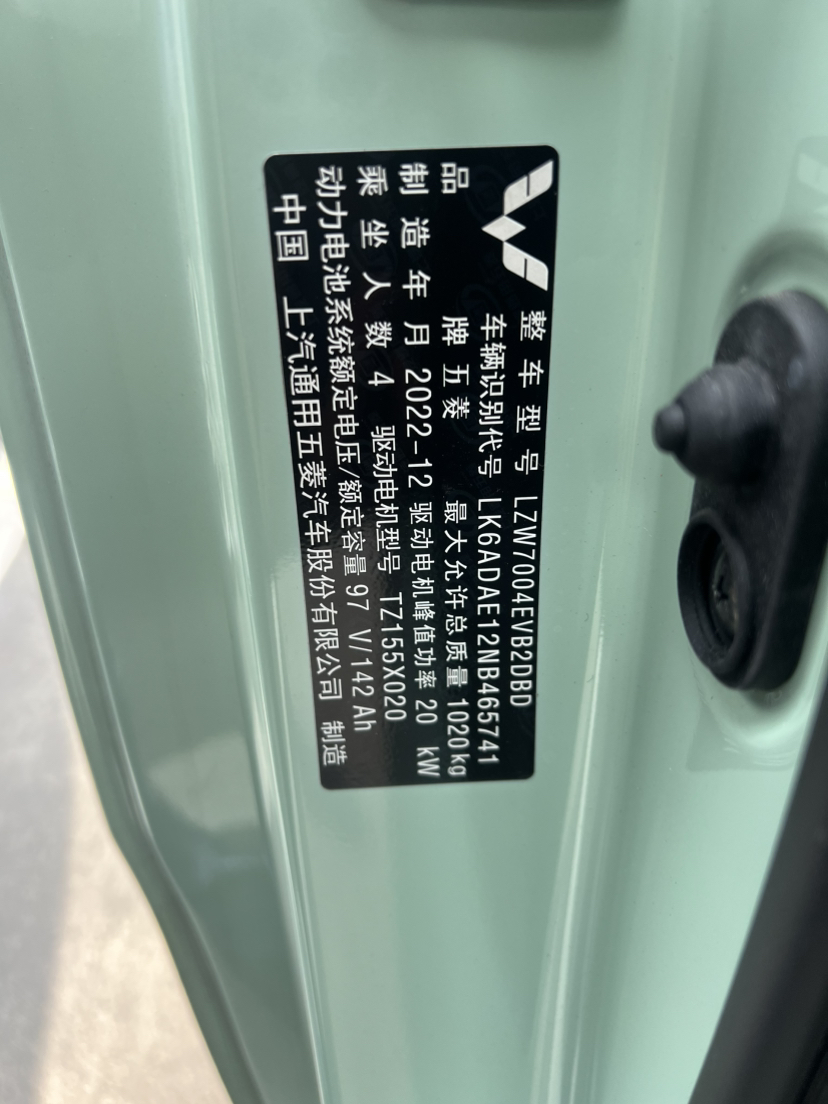 整车型号 LZW7004EVB2DBD
车辆识别代号 LK6ADAE12NB465741
品牌 五菱 最大允许总质量 1020kg
制造年月 2022-12 驱动电机峰值功率 20 kW
乘坐人数 4 驱动电机型号 TZ155X020
动力电池系统额定电压/额定容量 97 V/142 Ah
中国 上汽通用五菱汽车股份有限公司 制造